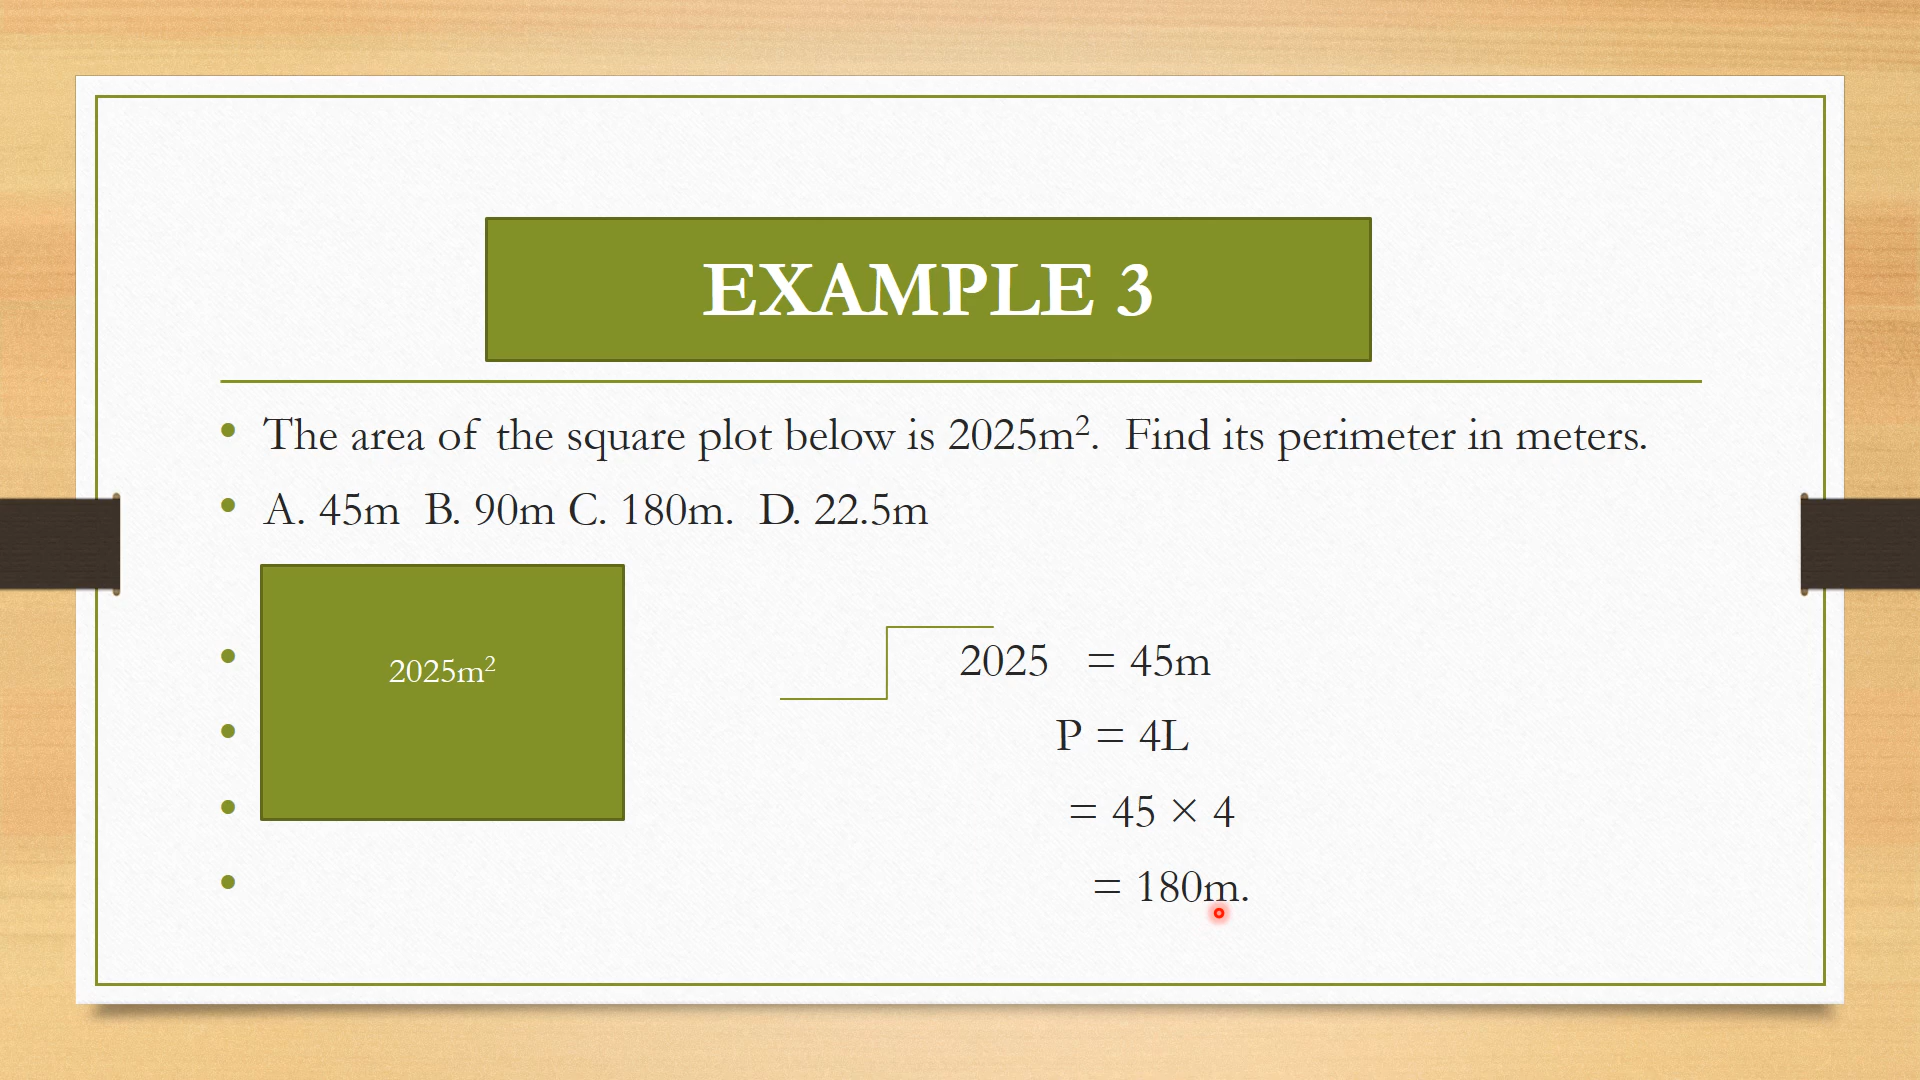 EXAMPLE 3
• The area of the square plot below is 2025m². Find its perimeter in meters.
• A. 45m B. 90m C. 180m. D. 22.5m
2025m²
2025 = 45m
P = 4L
= 45 × 4
= 180m.